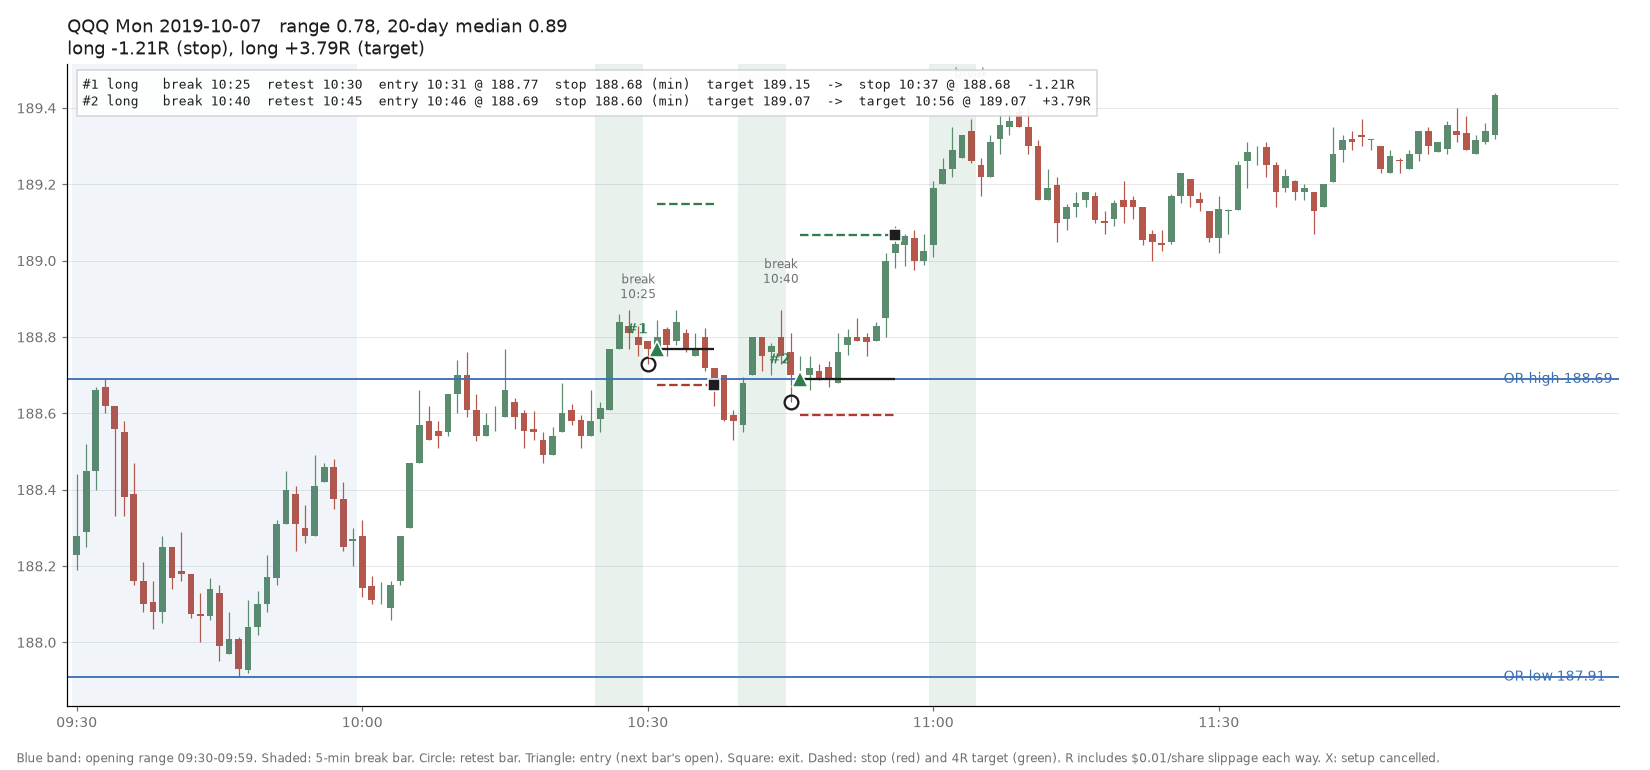 QQQ Mon 2019-10-07   range 0.78, 20-day median 0.89
long -1.21R (stop), long +3.79R (target)
#1 long   break 10:25  retest 10:30  entry 10:31 @ 188.77  stop 188.68 (min)  target 189.15  ->  stop 10:37 @ 188.68  -1.21R
#2 long   break 10:40  retest 10:45  entry 10:46 @ 188.69  stop 188.60 (min)  target 189.07  ->  target 10:56 @ 189.07  +3.79R
189.4
189.2
189.0
188.8
188.6
188.4
188.2
188.0
break
10:25
#1
break
10:40
#2
break
OR high 188.69
OR low 187.91
09:30
10:00
10:30
11:00
11:30
Blue band: opening range 09:30-09:59. Shaded: 5-min break bar. Circle: retest bar. Triangle: entry (next bar's open). Square: exit. Dashed: stop (red) and 4R target (green). R includes $0.01/share slippage each way. X: setup cancelled.